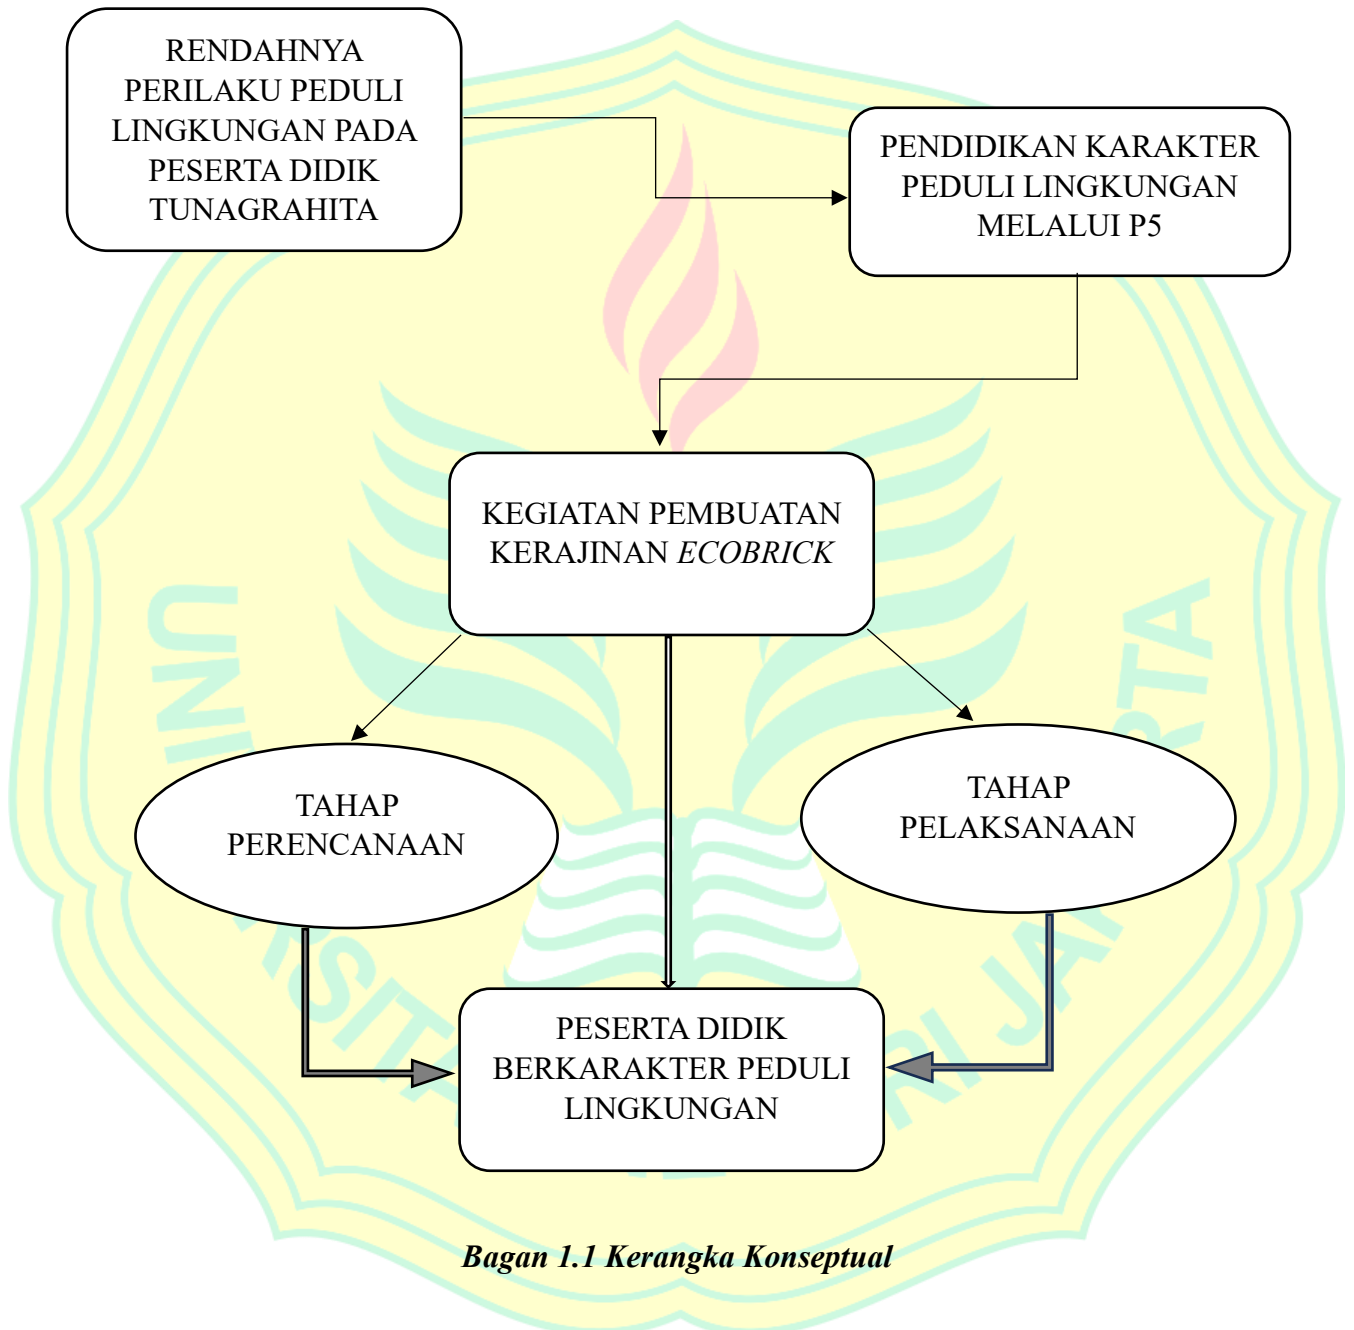 RENDAHNYA
PERILAKU PEDULI
LINGKUNGAN PADA
PESERTA DIDIK
TUNAGRAHITA
PENDIDIKAN KARAKTER
PEDULI LINGKUNGAN
MELALUI P5
KEGIATAN PEMBUATAN
KERAJINAN ECOBRICK
TAHAP
PERENCANAAN
TAHAP
PELAKSANAAN
PESERTA DIDIK
BERKARAKTER PEDULI
LINGKUNGAN
Bagan 1.1 Kerangka Konseptual